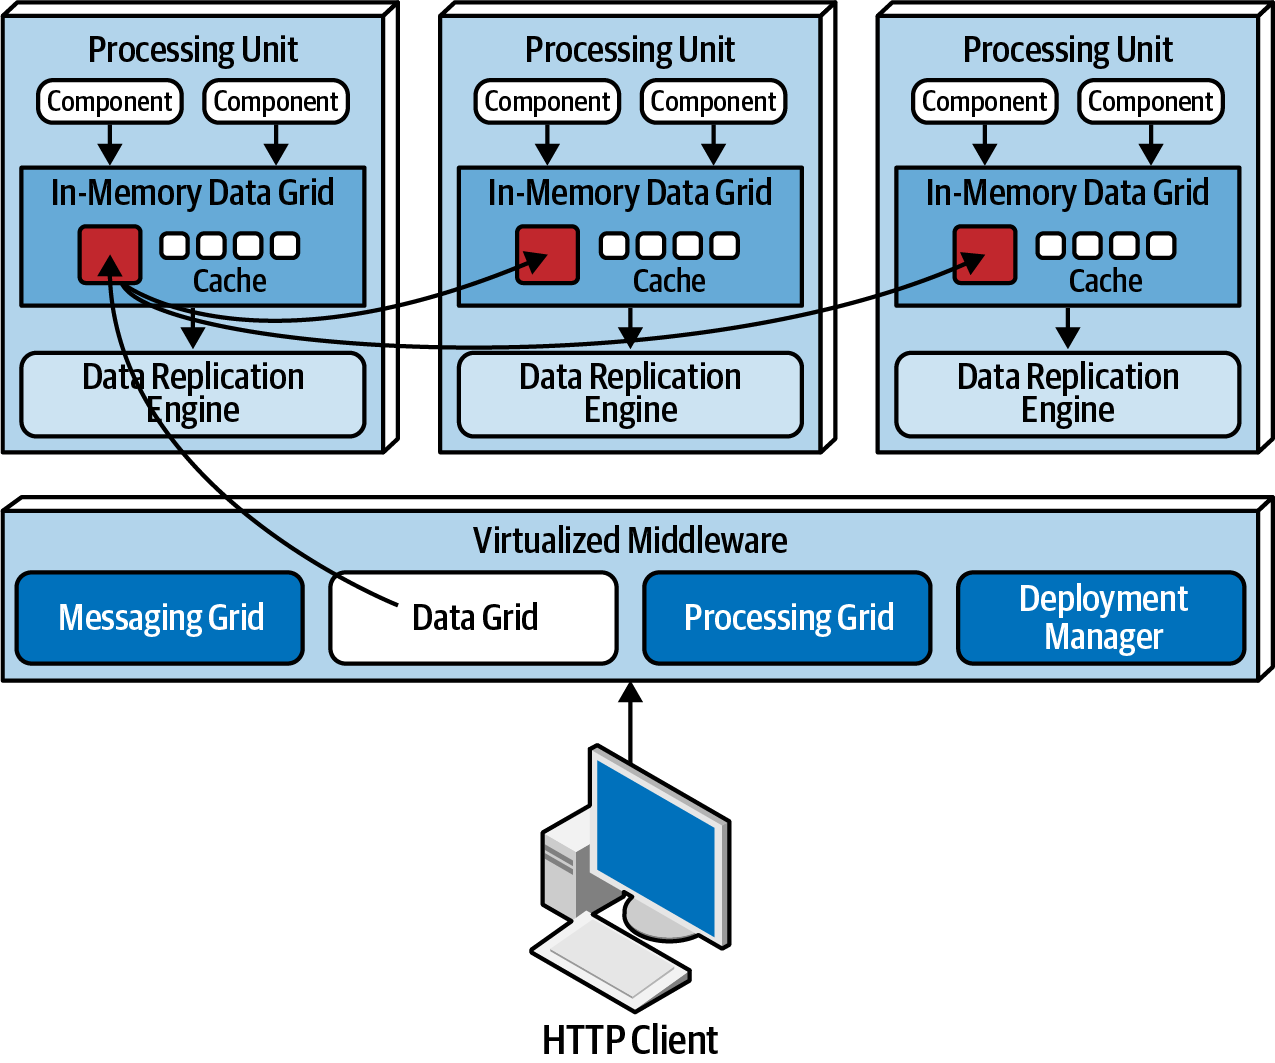 Processing Unit
Component Component
In-Memory Data Grid
Cache
Data Replication
Engine
Processing Unit
Component Component
In-Memory Data Grid
Cache
Data Replication
Engine
Processing Unit
Component Component
In-Memory Data Grid
Cache
Data Replication
Engine
Virtualized Middleware
Messaging Grid
Data Grid
Processing Grid
Deployment
Manager
HTTP Client